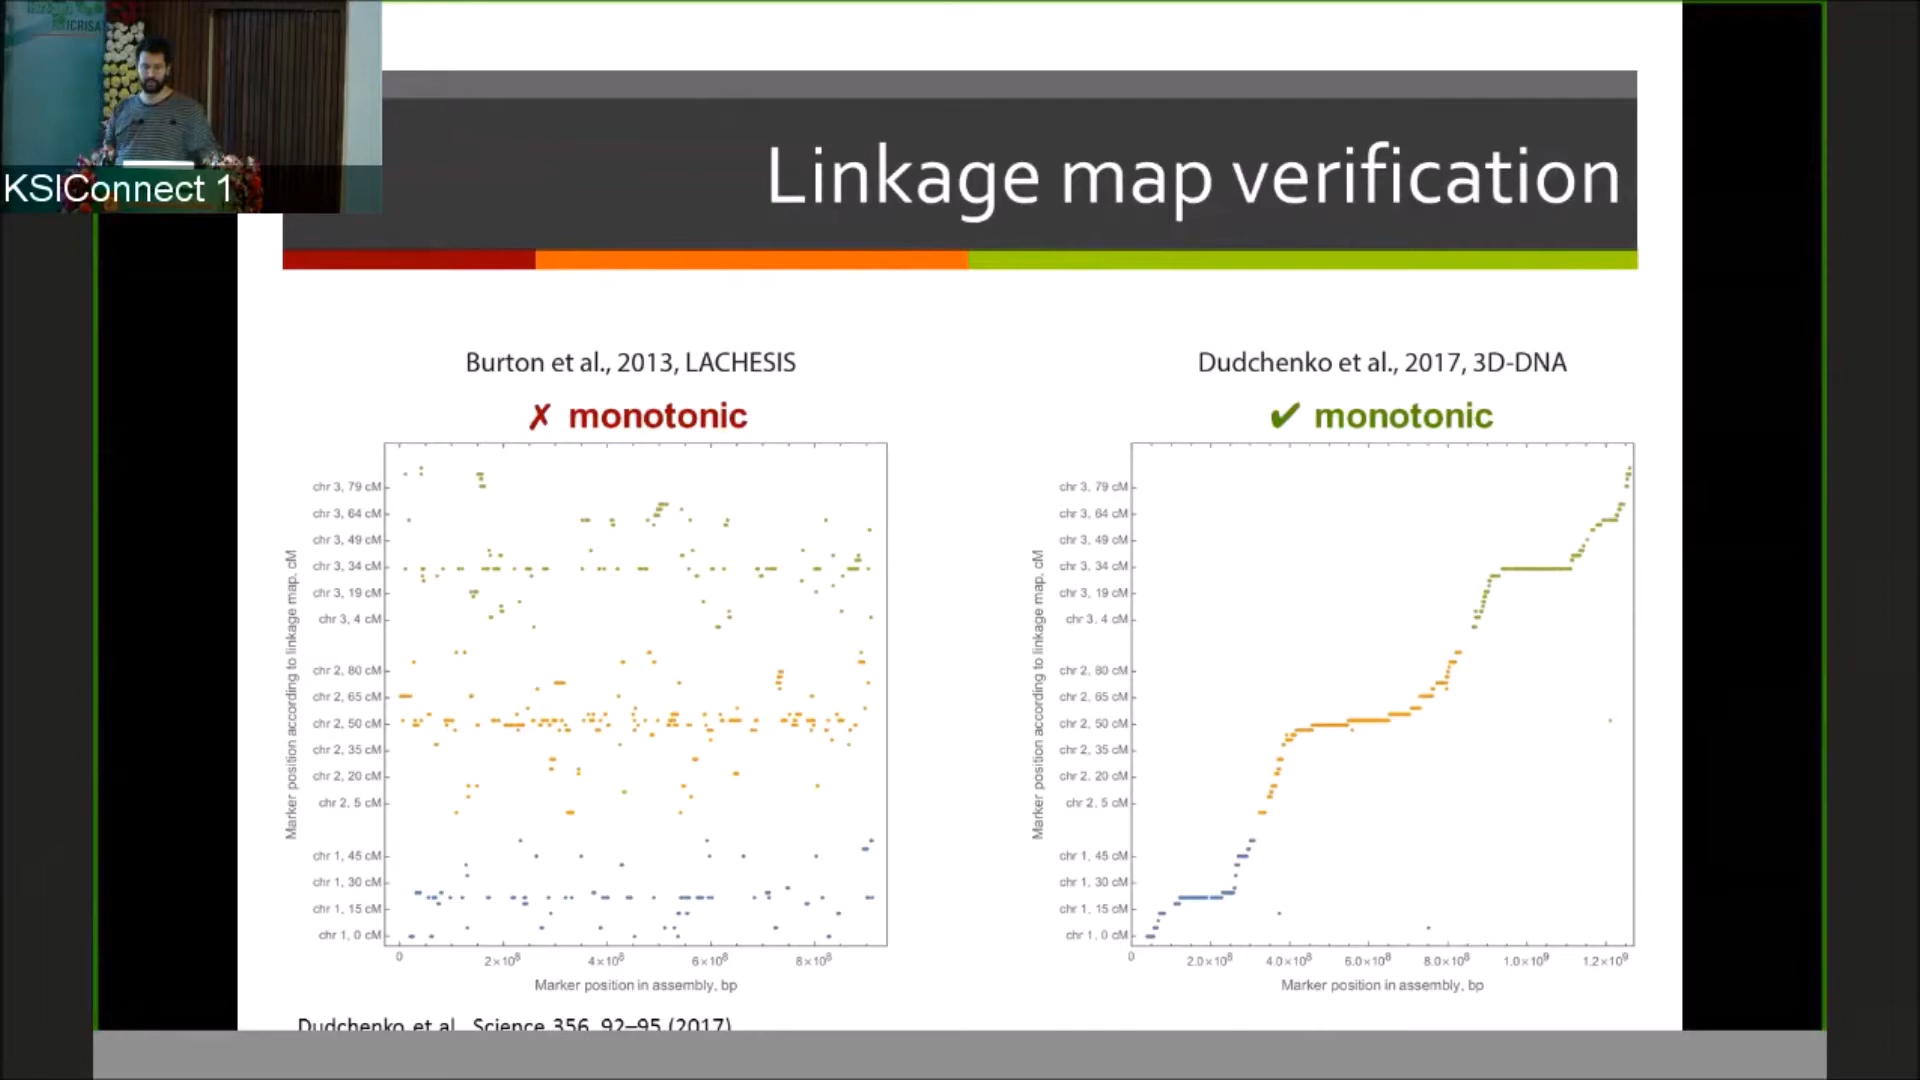 ICRISA
KSIConnect 1
Linkage map verification
Burton et al., 2013, LACHESIS
✗ monotonic
Marker position according to linkage map, cM
chr 3, 79 cM
chr 3, 64 cM
chr 3, 49 cM
chr 3, 34 cM
chr 3, 19 cM
chr 3, 4 cM
chr 2, 80 cM
chr 2, 65 cM
chr 2, 50 cM
chr 2, 35 cM
chr 2, 20 cM
chr 2, 5 cM
chr 1, 45 cM
chr 1, 30 cM
chr 1, 15 cM
chr 1, 0 cM
0 2×10⁸ 4×10⁸ 6×10⁸ 8×10⁸
Marker position in assembly, bp
Dudchenko et al., 2017, 3D-DNA
✔ monotonic
Marker position according to linkage map, cM
chr 3, 79 cM
chr 3, 64 cM
chr 3, 49 cM
chr 3, 34 cM
chr 3, 19 cM
chr 3, 4 cM
chr 2, 80 cM
chr 2, 65 cM
chr 2, 50 cM
chr 2, 35 cM
chr 2, 20 cM
chr 2, 5 cM
chr 1, 45 cM
chr 1, 30 cM
chr 1, 15 cM
chr 1, 0 cM
0 2.0×10⁸ 4.0×10⁸ 6.0×10⁸ 8.0×10⁸ 1.0×10⁹ 1.2×10⁹
Marker position in assembly, bp
Dudchenko et al., Science 356, 92–95 (2017)